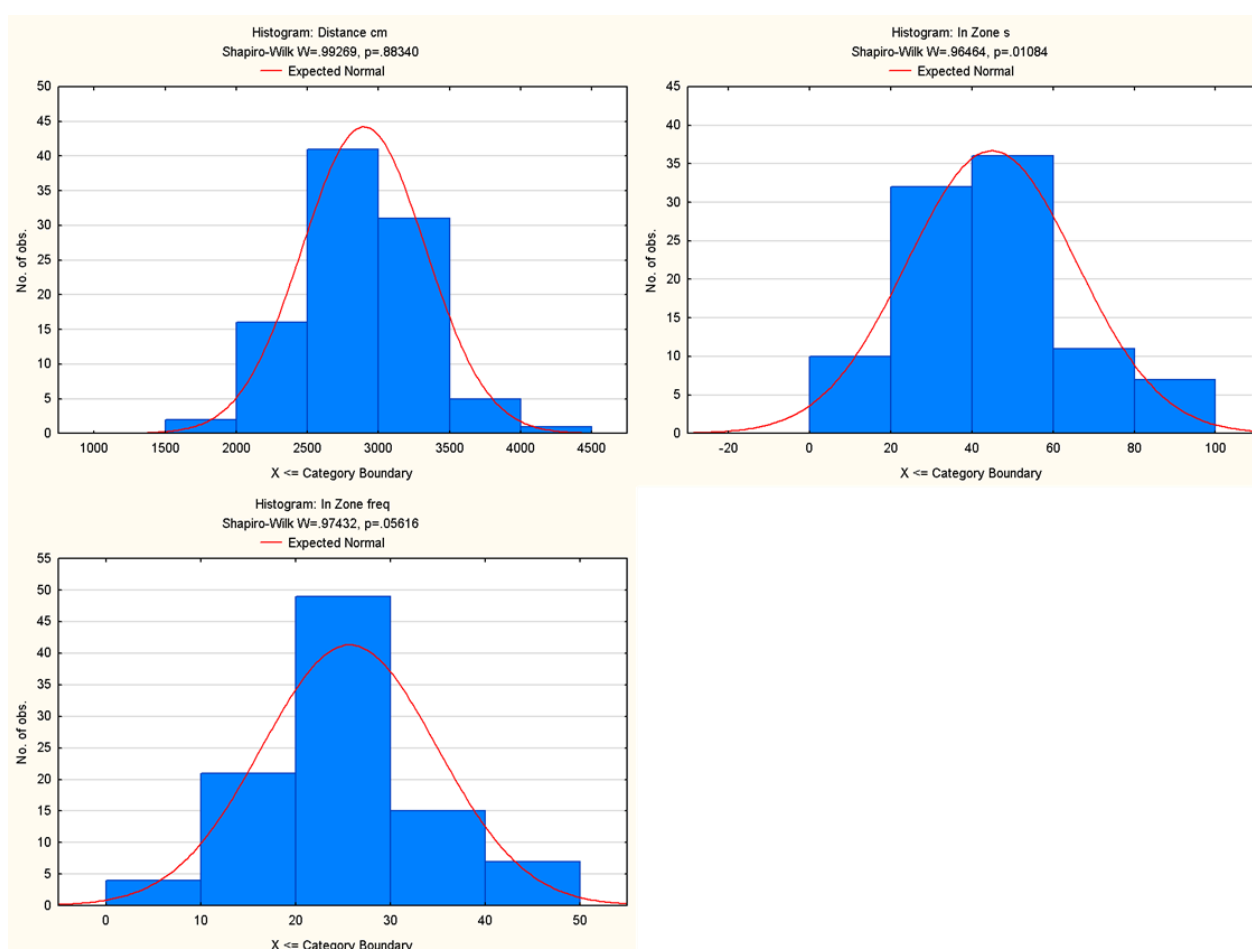 Histogram: Distance cm
Shapiro-Wilk W=.99269, p=.88340
Expected Normal
50
45
40
35
30
25
20
15
10
5
0
No. of obs.
1000 1500 2000 2500 3000 3500 4000 4500
X <= Category Boundary
Histogram: In Zone s
Shapiro-Wilk W=.96464, p=.01084
Expected Normal
45
40
35
30
25
20
15
10
5
0
No. of obs.
-20 0 20 40 60 80 100
X <= Category Boundary
Histogram: In Zone freq
Shapiro-Wilk W=.97432, p=.05616
Expected Normal
55
50
45
40
35
30
25
20
15
10
5
0
No. of obs.
0 10 20 30 40 50
X <= Category Boundary